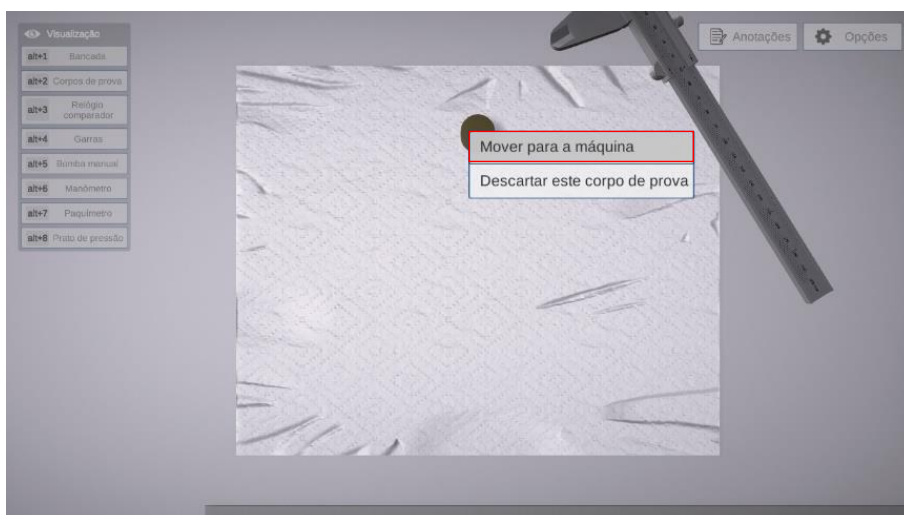 Visualização
alt+1 Bancada
alt+2 Corpos de prova
alt+3 Relógio
comparador
alt+4 Garras
alt+5 Bomba manual
alt+6 Manômetro
alt+7 Paquímetro
alt+8 Prato de pressão
Anotações
Opções
Mover para a máquina
Descartar este corpo de prova